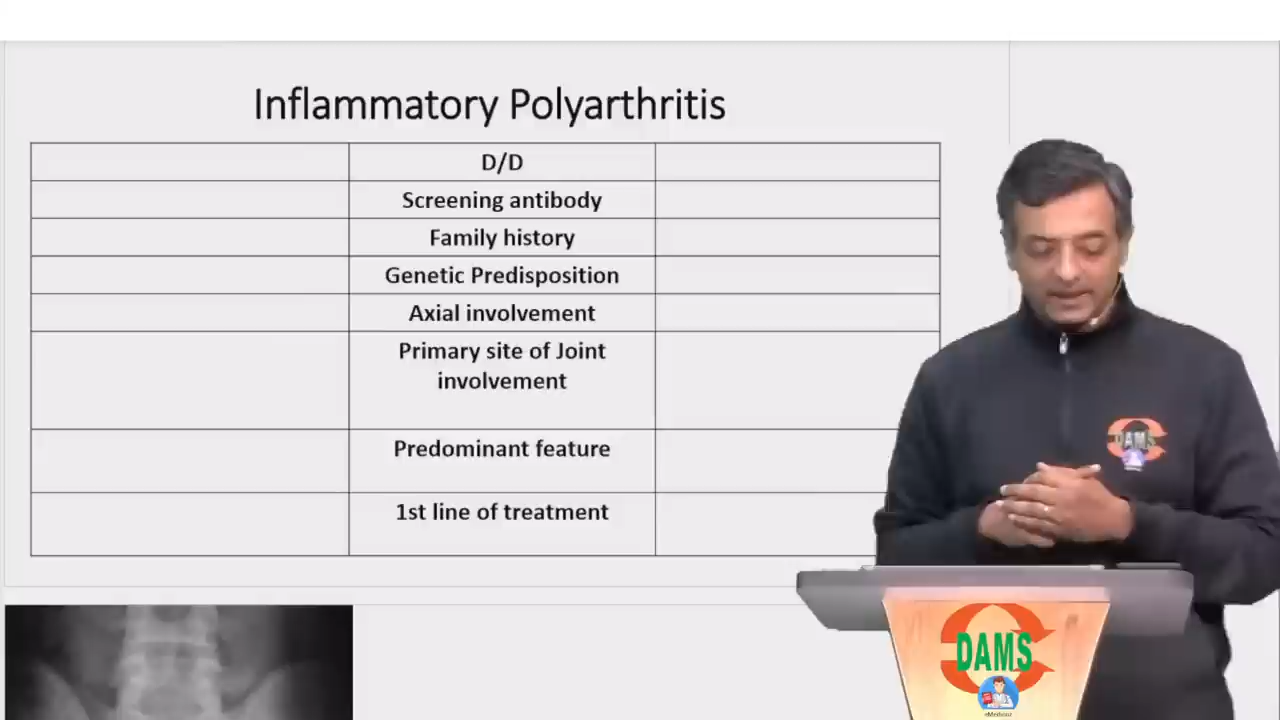 Inflammatory Polyarthritis
D/D
Screening antibody
Family history
Genetic Predisposition
Axial involvement
Primary site of Joint
involvement
Predominant feature
1st line of treatment
DAMS
DAMS
eMedicoz